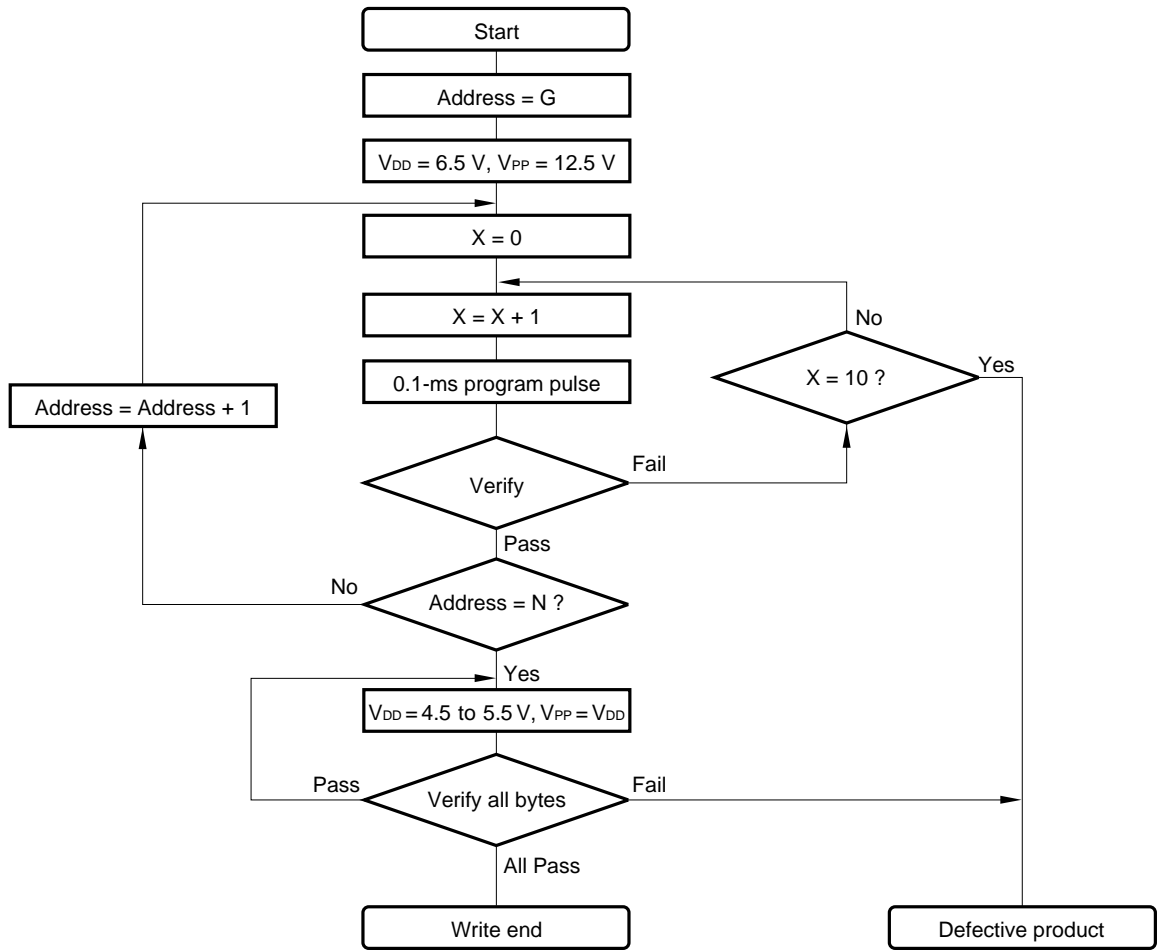 Start
Address = G
VDD = 6.5 V, VPP = 12.5 V
X = 0
X = X + 1
No
0.1-ms program pulse
X = 10 ?
Yes
Address = Address + 1
Verify
Fail
Pass
No
Address = N ?
Yes
VDD = 4.5 to 5.5 V, VPP = VDD
Pass
Verify all bytes
Fail
All Pass
Write end
Defective product